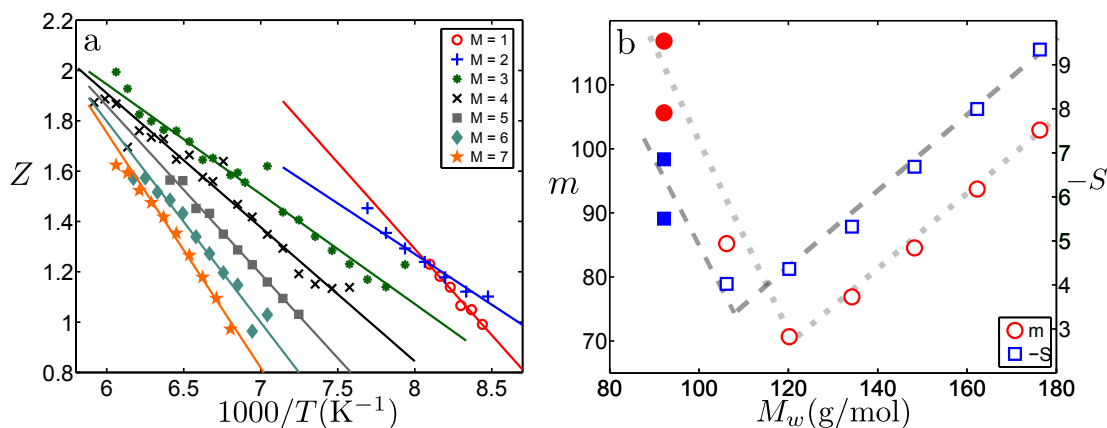 a
Z
2.2
2
1.8
1.6
1.4
1.2
1
0.8
6
6.5
7
7.5
8
8.5
1000/T(K⁻¹)
M = 1
M = 2
M = 3
M = 4
M = 5
M = 6
M = 7
b
m
110
100
90
80
70
80
100
120
140
160
180
M_w(g/mol)
9
8
7
6
5
4
3
−S
m
−S